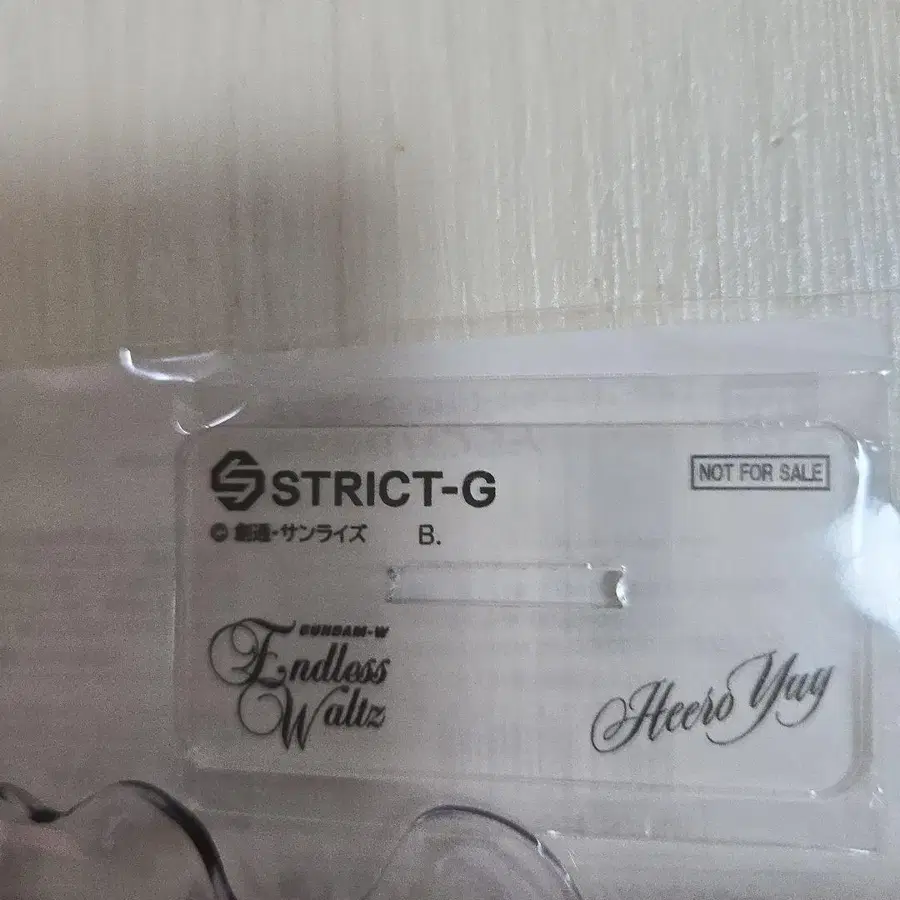 STRICT-G
NOT FOR SALE
© 創通・サンライズ B.
GUNDAM-W
Endless
Waltz
Heero Yuy